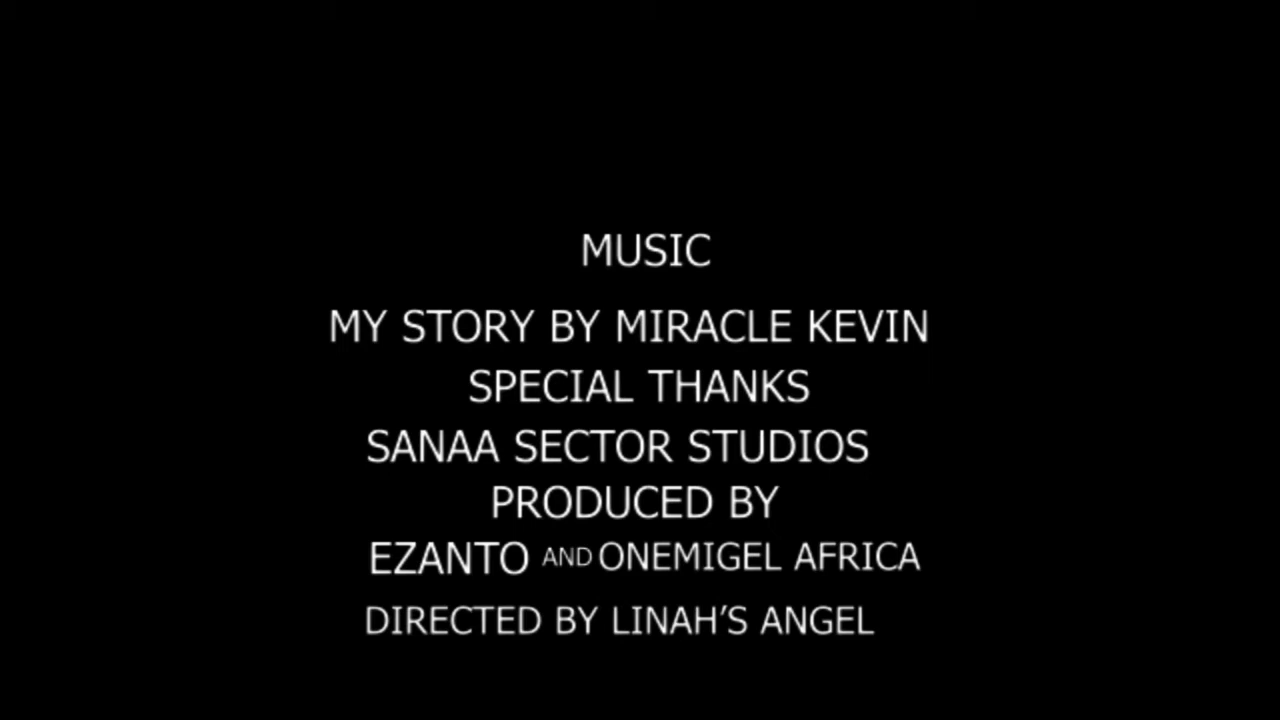 MUSIC
MY STORY BY MIRACLE KEVIN
SPECIAL THANKS
SANAA SECTOR STUDIOS
PRODUCED BY
EZANTO AND ONEMIGEL AFRICA
DIRECTED BY LINAH'S ANGEL